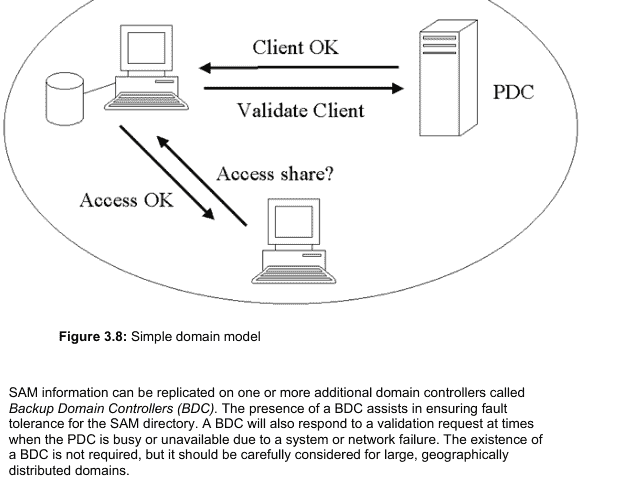 Client OK
Validate Client
PDC
Access share?
Access OK
Figure 3.8: Simple domain model
SAM information can be replicated on one or more additional domain controllers called
Backup Domain Controllers (BDC). The presence of a BDC assists in ensuring fault
tolerance for the SAM directory. A BDC will also respond to a validation request at times
when the PDC is busy or unavailable due to a system or network failure. The existence of
a BDC is not required, but it should be carefully considered for large, geographically
distributed domains.